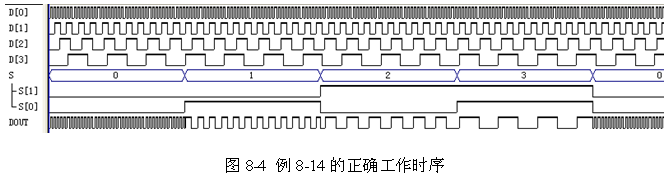 D[0]
D[1]
D[2]
D[3]
S 0 1 2 3 0
S[1]
S[0]
DOUT
图 8-4 例 8-14 的正确工作时序